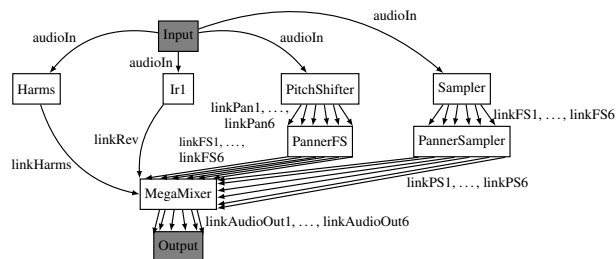 Input
audioIn
audioIn
audioIn
audioIn
Harms
Ir1
PitchShifter
Sampler
linkPan1, ... ,
linkPan6
linkFS1, ... , linkFS6
PannerFS
PannerSampler
linkRev
linkFS1, ... ,
linkFS6
linkHarms
linkPS1, ... , linkPS6
MegaMixer
linkAudioOut1, ... , linkAudioOut6
Output